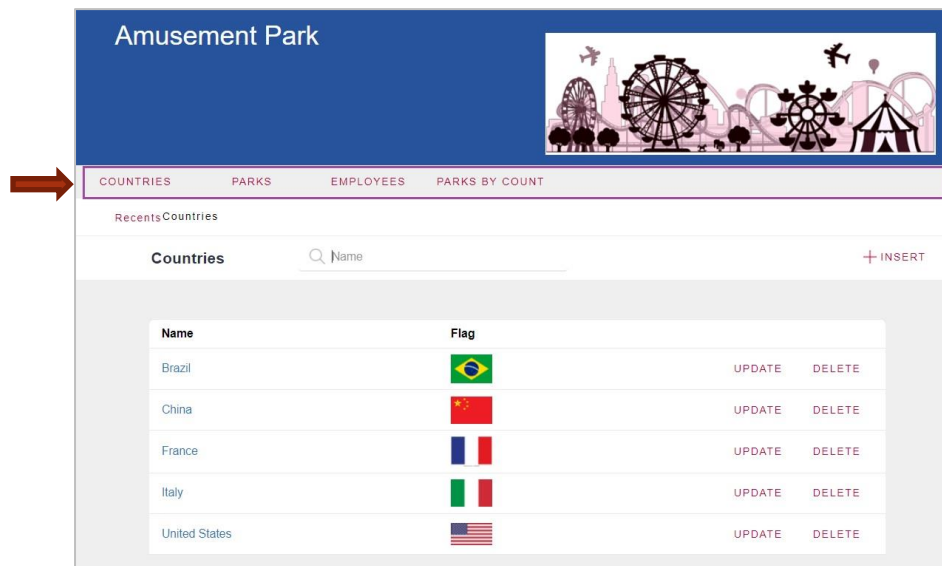 Amusement Park
COUNTRIES PARKS EMPLOYEES PARKS BY COUNT
Recents Countries
Countries Name INSERT
Name Flag
Brazil UPDATE DELETE
China UPDATE DELETE
France UPDATE DELETE
Italy UPDATE DELETE
United States UPDATE DELETE